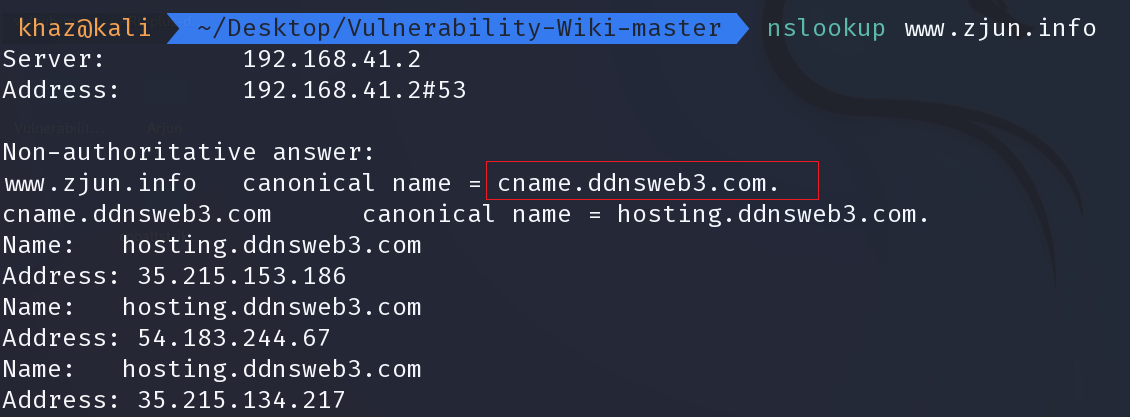 khaz@kali ~/Desktop/Vulnerability-Wiki-master nslookup www.zjun.info
Server: 192.168.41.2
Address: 192.168.41.2#53
Non-authoritative answer:
www.zjun.info canonical name = cname.ddnsweb3.com.
cname.ddnsweb3.com canonical name = hosting.ddnsweb3.com.
Name: hosting.ddnsweb3.com
Address: 35.215.153.186
Name: hosting.ddnsweb3.com
Address: 54.183.244.67
Name: hosting.ddnsweb3.com
Address: 35.215.134.217